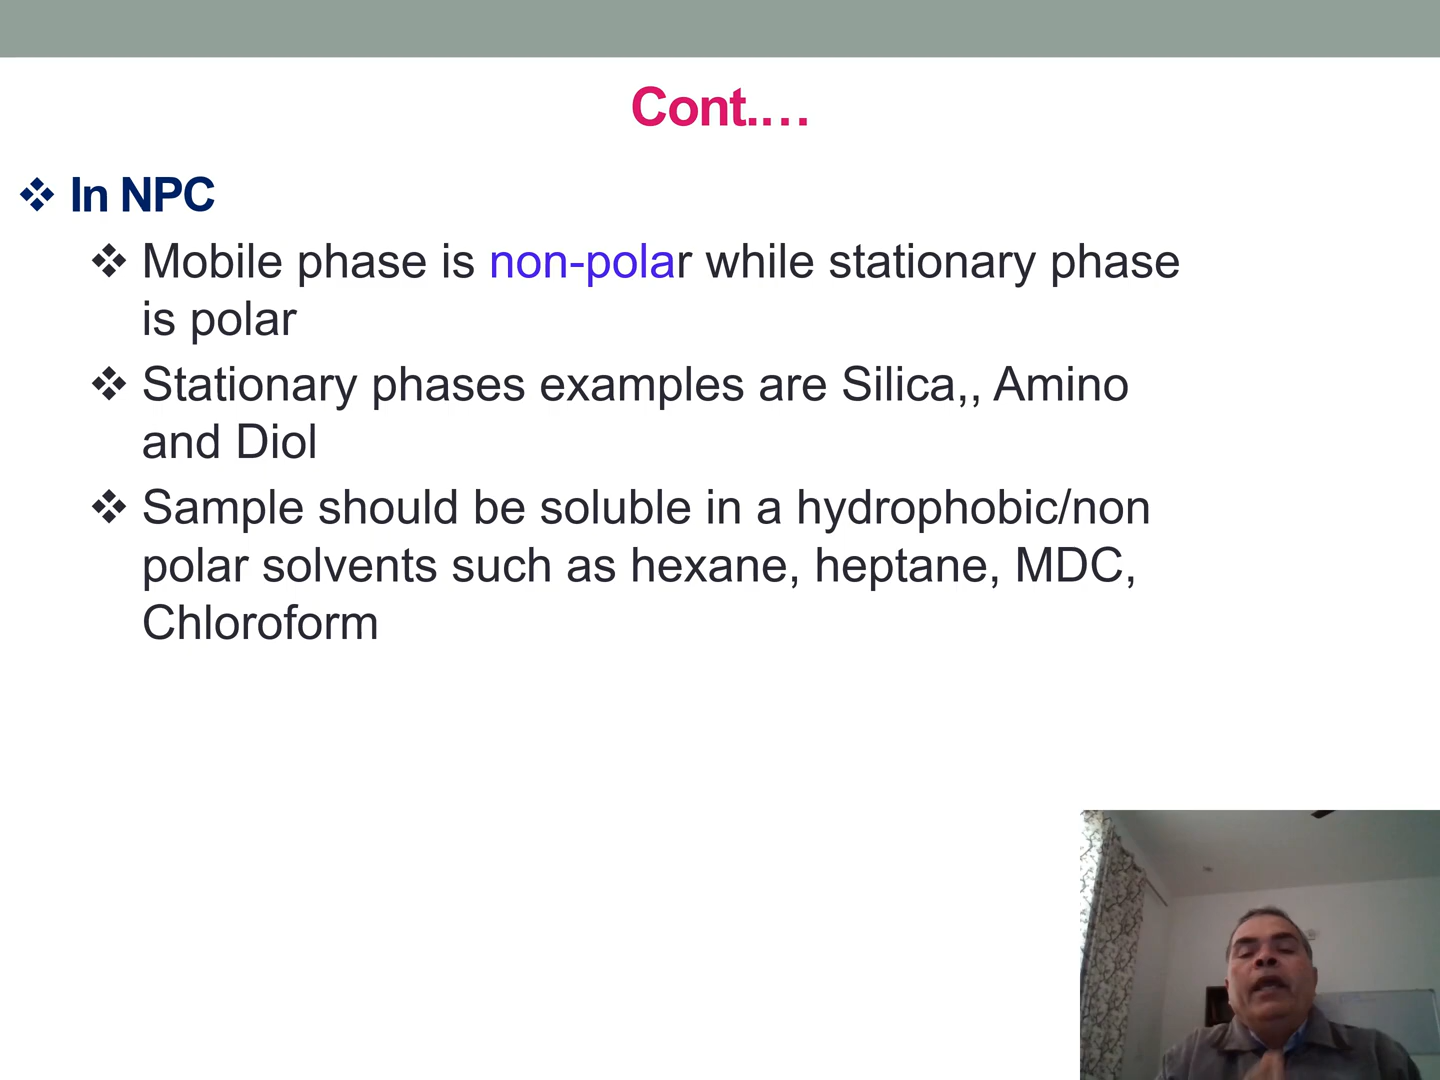 Cont.…
❖ In NPC
❖ Mobile phase is non-polar while stationary phase
is polar
❖ Stationary phases examples are Silica,, Amino
and Diol
❖ Sample should be soluble in a hydrophobic/non
polar solvents such as hexane, heptane, MDC,
Chloroform